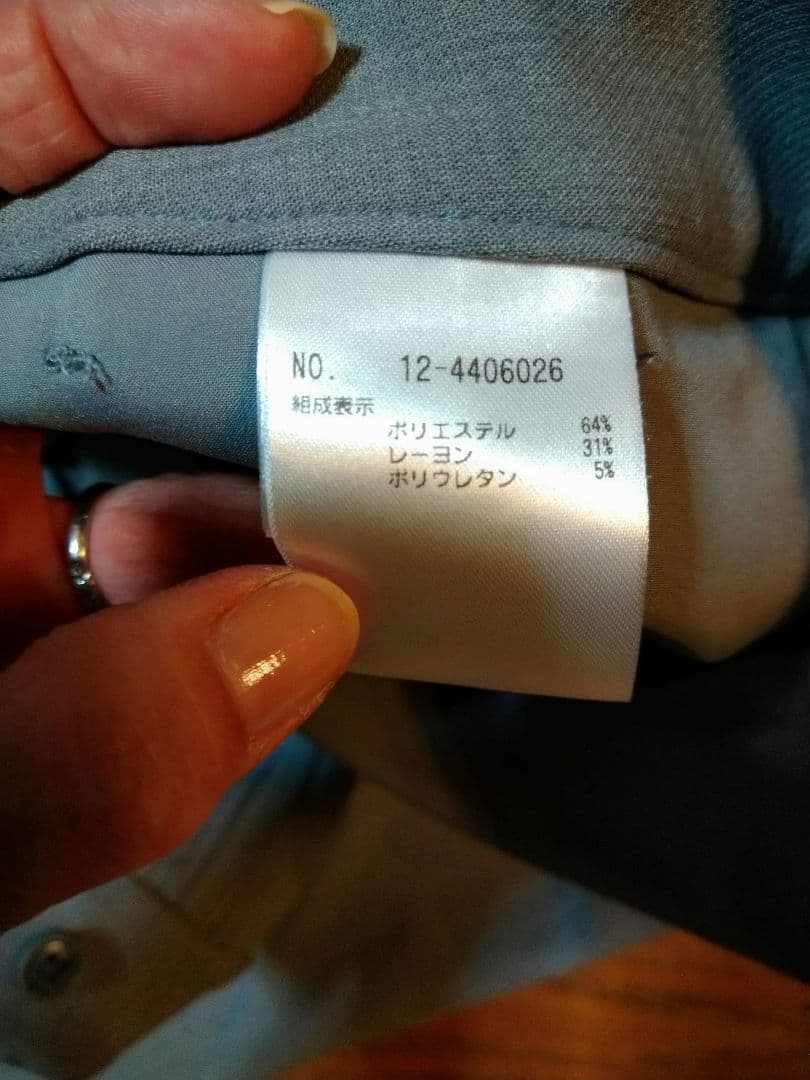 NO. 12-4406026
組成表示
ポリエステル 64%
レーヨン 31%
ポリウレタン 5%